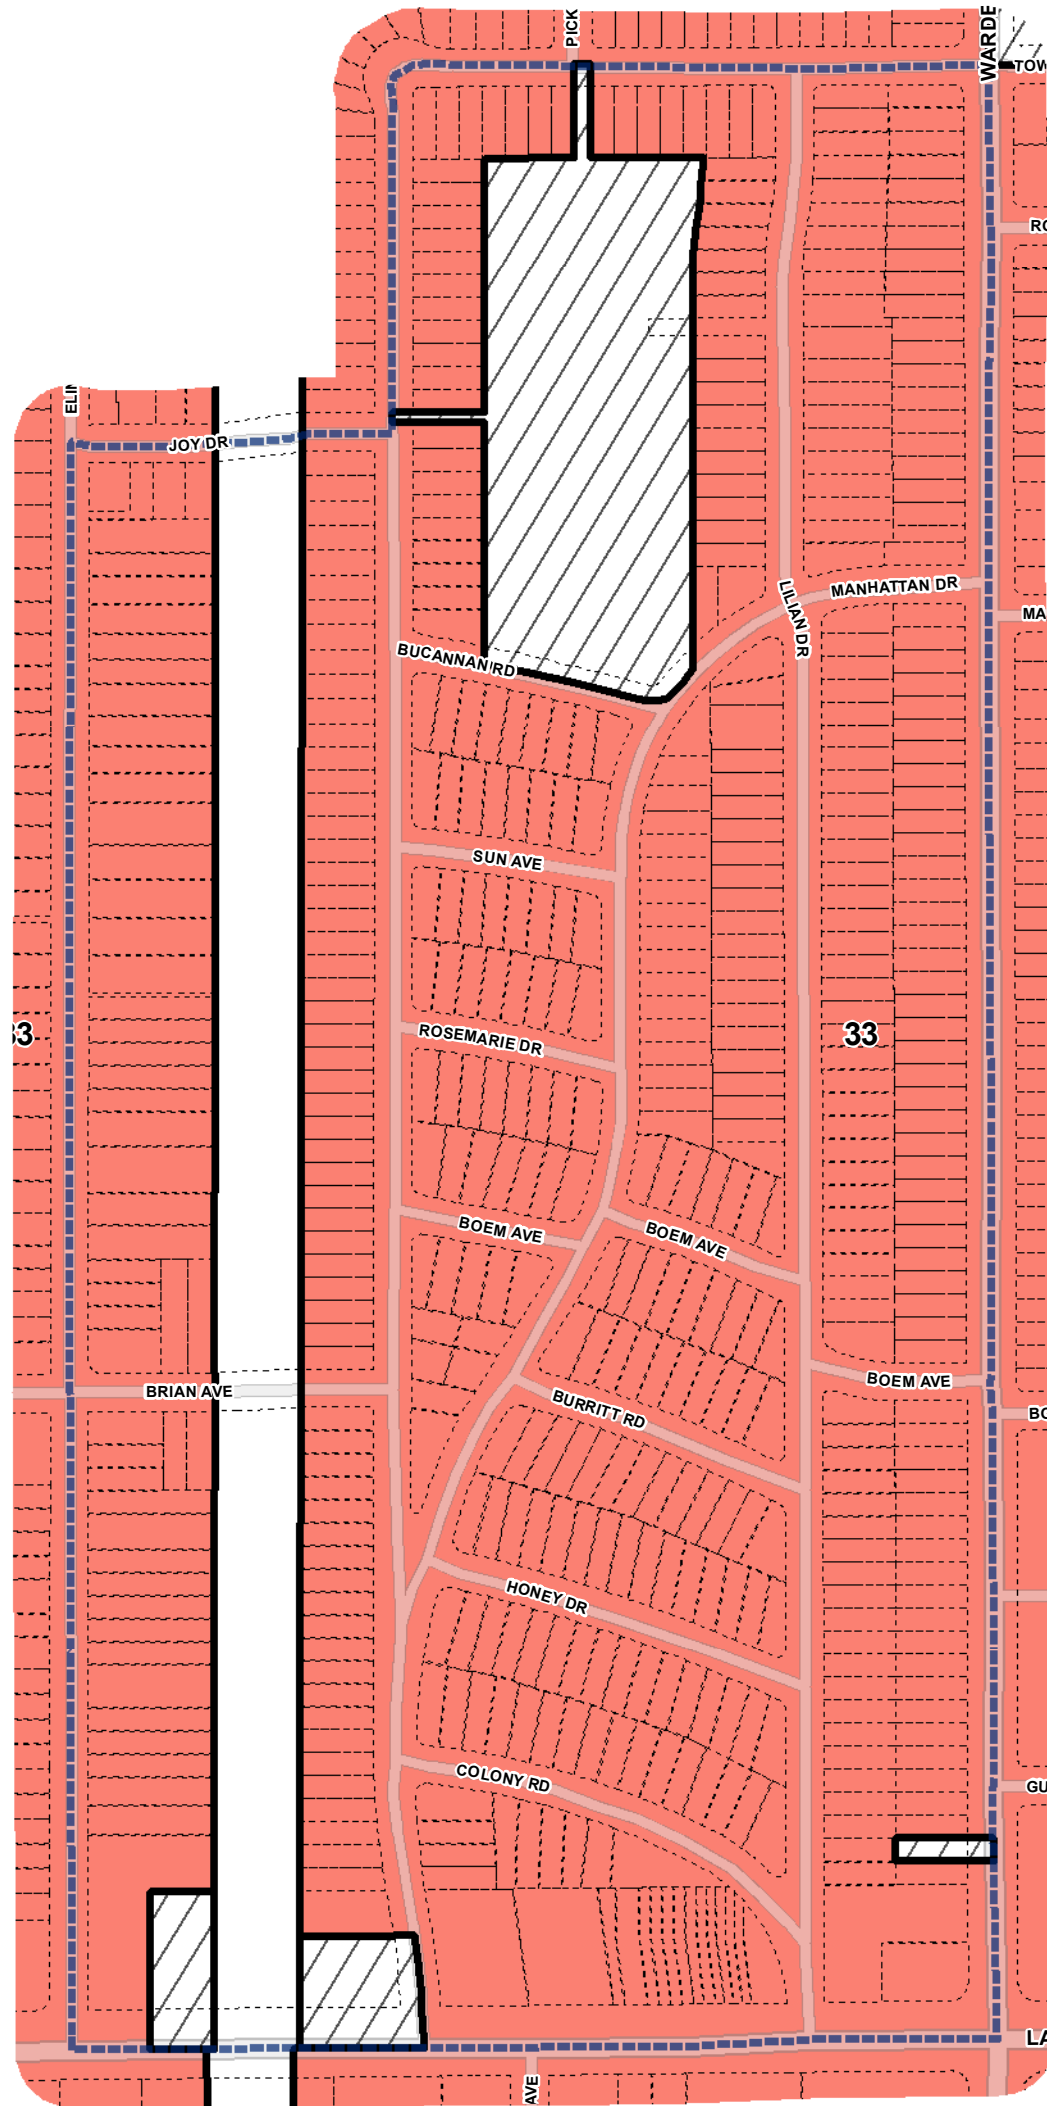 PICK
WARDE
TOW
RO
ELIN
JOY DR
MANHATTAN DR
LILIAN DR
MA
BUCANNAN RD
SUN AVE
33
33
ROSEMARIE DR
BOEM AVE
BOEM AVE
BOEM AVE
BRIAN AVE
BURRITT RD
BO
HONEY DR
COLONY RD
GU
LA
AVE